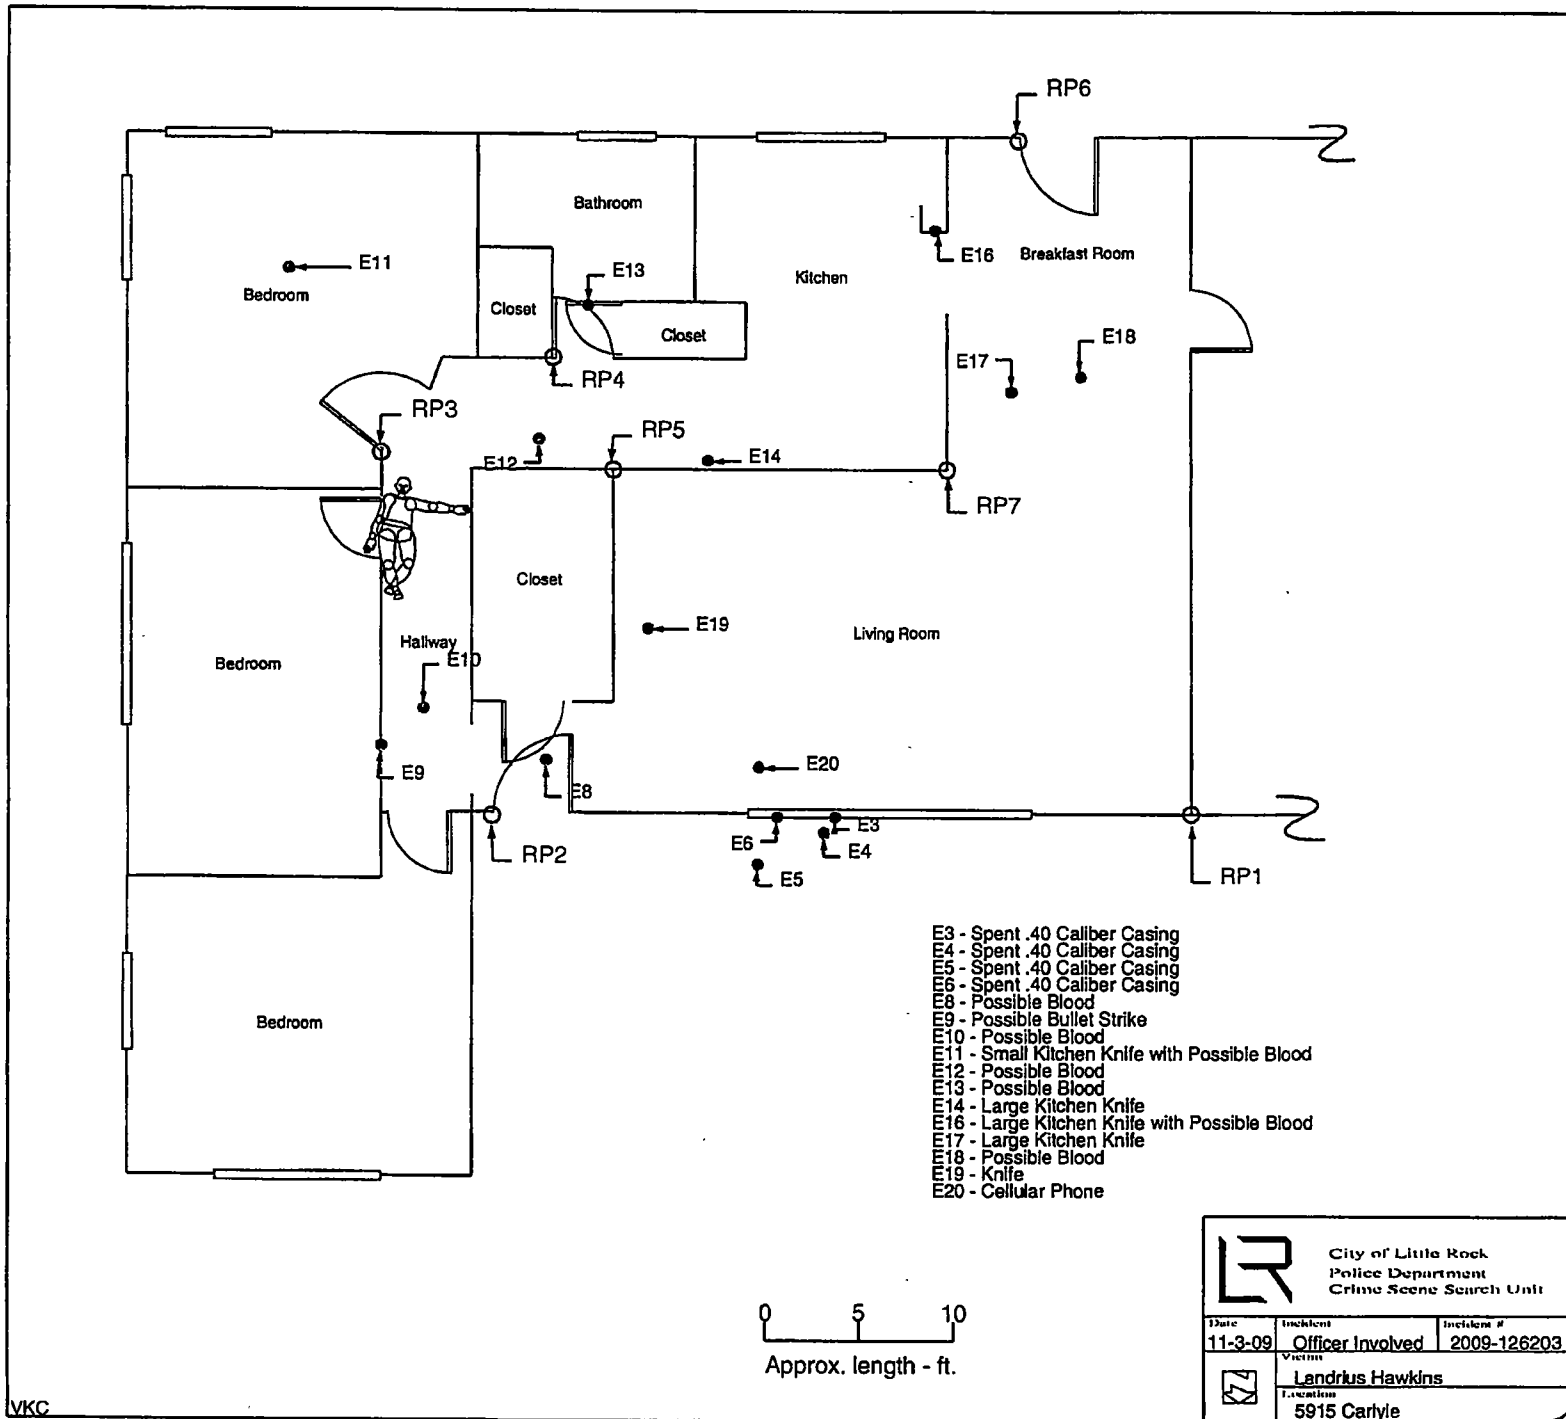 RP6
Bathroom
E11
E13
E16
Breakfast Room
Bedroom
Kitchen
Closet
Closet
E17
E18
RP4
RP3
RP5
E12
E14
RP7
Closet
E19
Living Room
Hallway
E10
Bedroom
E20
E9
E8
E3
E6
E4
RP2
E5
RP1
E3 - Spent .40 Caliber Casing
E4 - Spent .40 Caliber Casing
E5 - Spent .40 Caliber Casing
E6 - Spent .40 Caliber Casing
E8 - Possible Blood
E9 - Possible Bullet Strike
E10 - Possible Blood
E11 - Small Kitchen Knife with Possible Blood
E12 - Possible Blood
E13 - Possible Blood
E14 - Large Kitchen Knife
E16 - Large Kitchen Knife with Possible Blood
E17 - Large Kitchen Knife
E18 - Possible Blood
E19 - Knife
E20 - Cellular Phone
Bedroom
0 5 10
Approx. length - ft.
LR
City of Little Rock
Police Department
Crime Scene Search Unit
Date Incident Incident #
11-3-09 Officer Involved 2009-126203
Victim
Landrius Hawkins
Location
5915 Carlyle
N
VKC